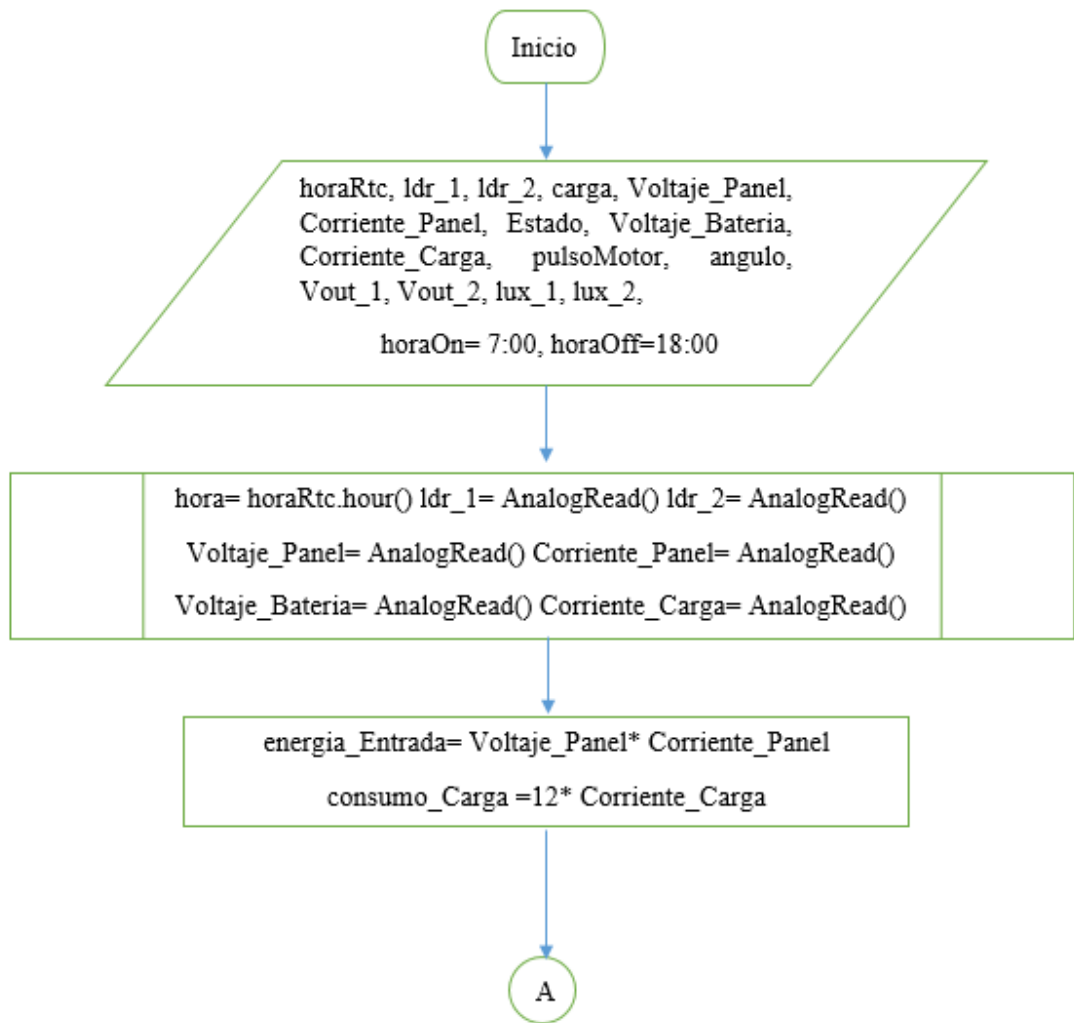 Inicio
horaRtc, ldr_1, ldr_2, carga, Voltaje_Panel,
Corriente_Panel, Estado, Voltaje_Bateria,
Corriente_Carga, pulsoMotor, angulo,
Vout_1, Vout_2, lux_1, lux_2,
horaOn= 7:00, horaOff=18:00
hora= horaRtc.hour() ldr_1= AnalogRead() ldr_2= AnalogRead()
Voltaje_Panel= AnalogRead() Corriente_Panel= AnalogRead()
Voltaje_Bateria= AnalogRead() Corriente_Carga= AnalogRead()
energia_Entrada= Voltaje_Panel* Corriente_Panel
consumo_Carga =12* Corriente_Carga
A